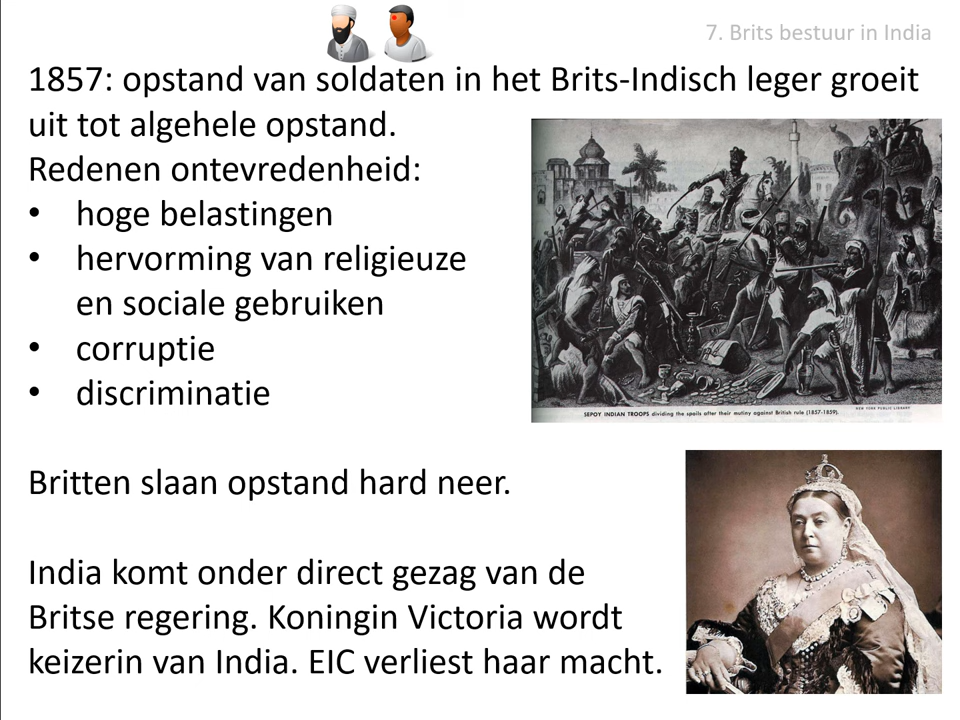 7. Brits bestuur in India
1857: opstand van soldaten in het Brits-Indisch leger groeit
uit tot algehele opstand.
Redenen ontevredenheid:
• hoge belastingen
• hervorming van religieuze
en sociale gebruiken
• corruptie
• discriminatie
SEPOY INDIAN TROOPS dividing the spoils after their mutiny against British rule (1857-1859).
NEW YORK PUBLIC LIBRARY
Britten slaan opstand hard neer.
India komt onder direct gezag van de
Britse regering. Koningin Victoria wordt
keizerin van India. EIC verliest haar macht.